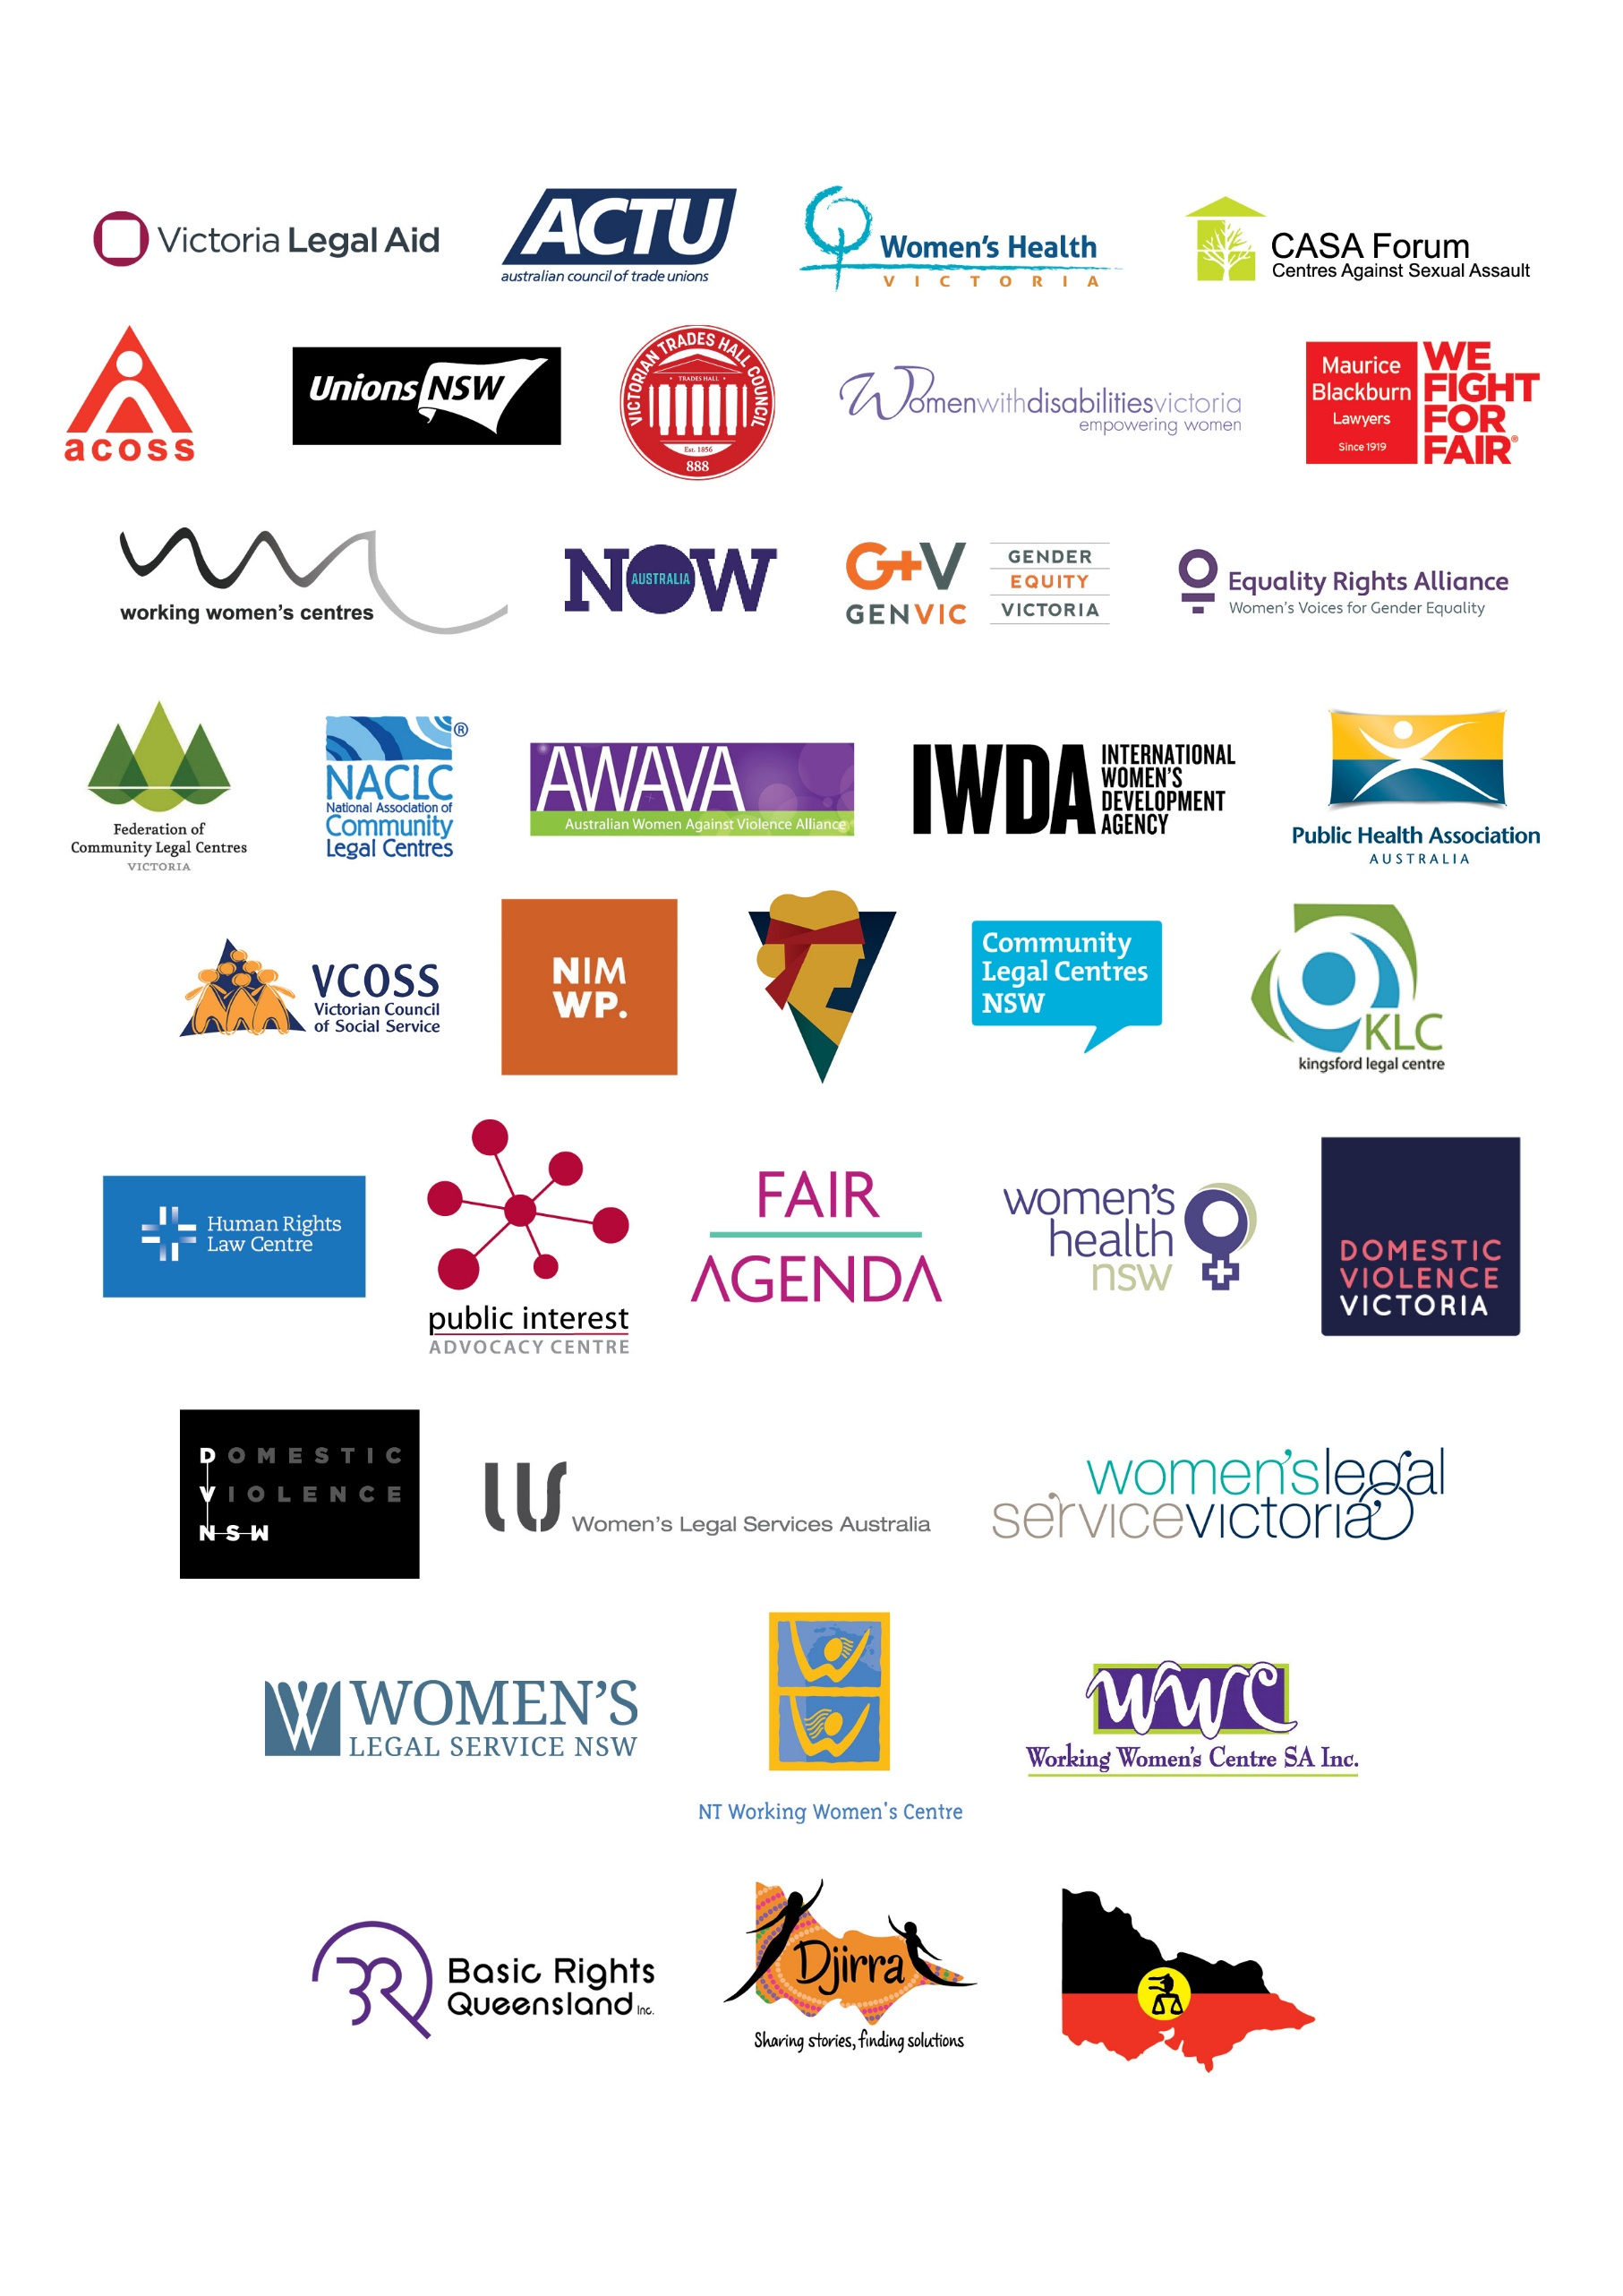 Victoria Legal Aid
ACTU
australian council of trade unions
Women's Health
VICTORIA
CASA Forum
Centres Against Sexual Assault
acoss
Unions NSW
VICTORIAN TRADES HALL COUNCIL
• TRADES HALL •
Est. 1856
888
Womenwithdisabilitiesvictoria
empowering women
Maurice
Blackburn
Lawyers
Since 1919
WE
FIGHT
FOR
FAIR®
working women's centres
NOW
AUSTRALIA
G+V
GENVIC
GENDER
EQUITY
VICTORIA
Equality Rights Alliance
Women's Voices for Gender Equality
Federation of
Community Legal Centres
VICTORIA
®
NACLC
National Association of
Community
Legal Centres
AWAVA
Australian Women Against Violence Alliance
IWDA
INTERNATIONAL
WOMEN'S
DEVELOPMENT
AGENCY
Public Health Association
AUSTRALIA
VCOSS
Victorian Council
of Social Service
NIM
WP.
Community
Legal Centres
NSW
KLC
kingsford legal centre
Human Rights
Law Centre
public interest
ADVOCACY CENTRE
FAIR
AGENDA
women's
health
nsw
DOMESTIC
VIOLENCE
VICTORIA
DOMESTIC
VIOLENCE
NSW
Women's Legal Services Australia
women'slegal
servicevictoria
WOMEN'S
LEGAL SERVICE NSW
NT Working Women's Centre
wwc
Working Women's Centre SA Inc.
BR
Basic Rights
Queensland Inc.
Djirra
Sharing stories, finding solutions